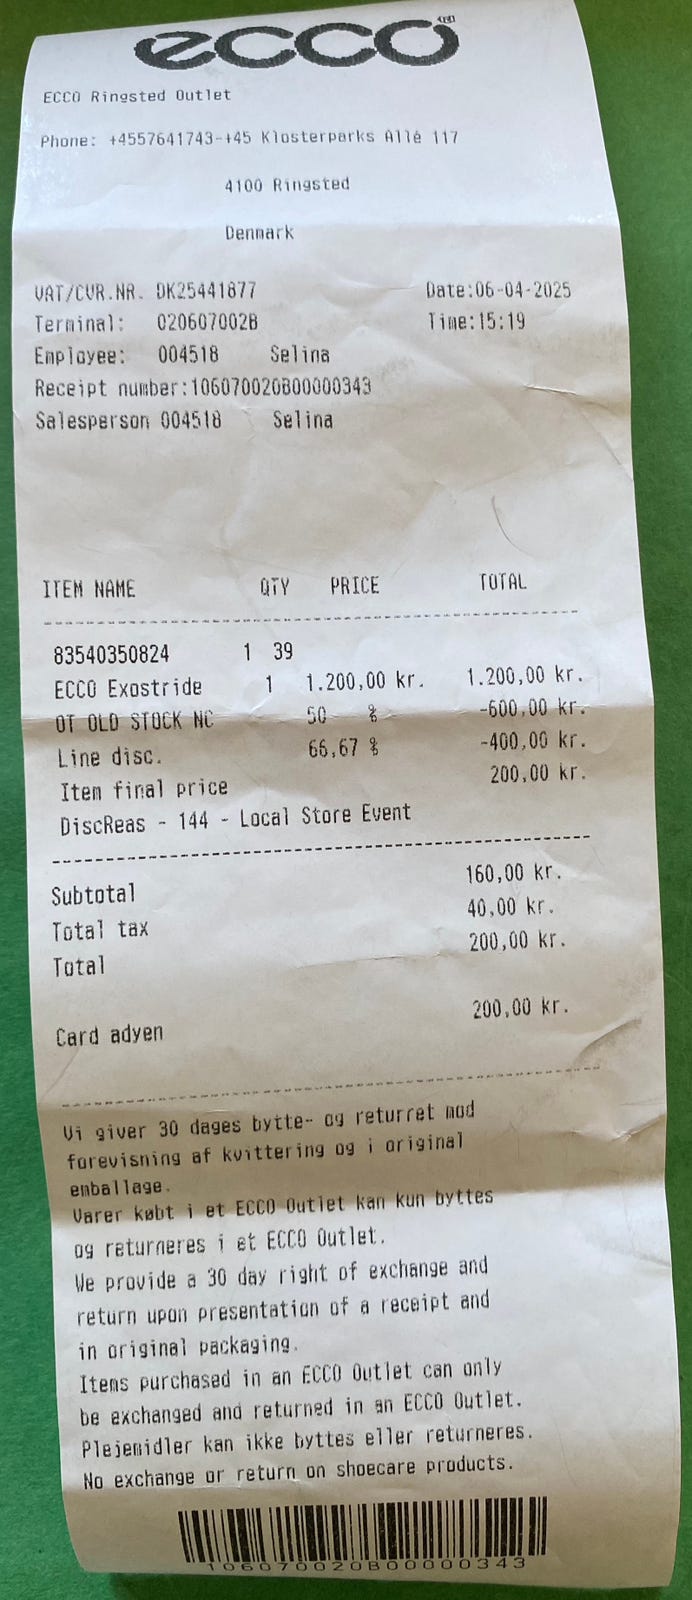 ecco
ECCO Ringsted Outlet
Phone: +4557641743-+45 Klosterparks Allé 117
4100 Ringsted
Denmark
VAT/CVR.NR. DK25441877 Date:06-04-2025
Terminal: 020607002B Time:15:19
Employee: 004518 Selina
Receipt number:106070020B00000343
Salesperson 004518 Selina
ITEM NAME QTY PRICE TOTAL
83540350824 1 39
ECCO Exostride 1 1.200,00 kr. 1.200,00 kr.
OT OLD STOCK NC 50 % -600,00 kr.
Line disc. 66,67 % -400,00 kr.
Item final price 200,00 kr.
DiscReas - 144 - Local Store Event
Subtotal 160,00 kr.
Total tax 40,00 kr.
Total 200,00 kr.
Card adyen 200,00 kr.
Vi giver 30 dages bytte- og returret mod
forevisning af kvittering og i original
emballage.
Varer købt i et ECCO Outlet kan kun byttes
og returneres i et ECCO Outlet.
We provide a 30 day right of exchange and
return upon presentation of a receipt and
in original packaging.
Items purchased in an ECCO Outlet can only
be exchanged and returned in an ECCO Outlet.
Plejemidler kan ikke byttes eller returneres.
No exchange or return on shoecare products.
106070020B00000343